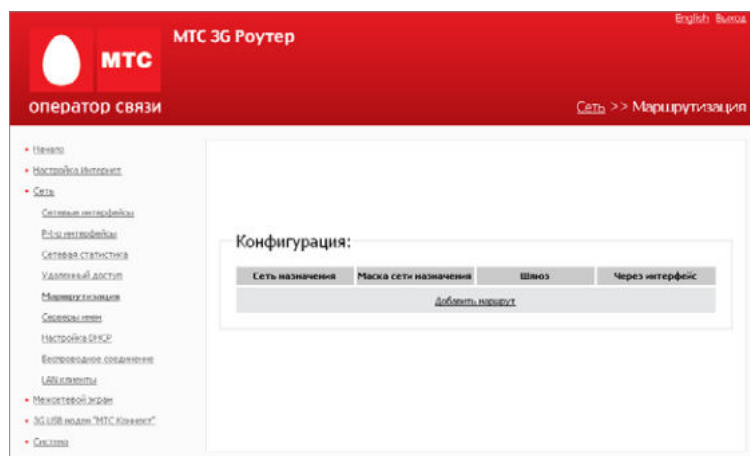 English Выход
МТС 3G Роутер
МТС
оператор связи
Сеть >> Маршрутизация
Начало
Настройка Интернет
Сеть
Сетевые интерфейсы
P-t-p интерфейсы
Сетевая статистика
Удаленный доступ
Маршрутизация
Серверы имен
Настройка DHCP
Беспроводное соединение
LAN клиенты
Межсетевой экран
3G USB модем "МТС Коннект"
Система
Конфигурация:
Сеть назначения Маска сети назначения Шлюз Через интерфейс
Добавить маршрут